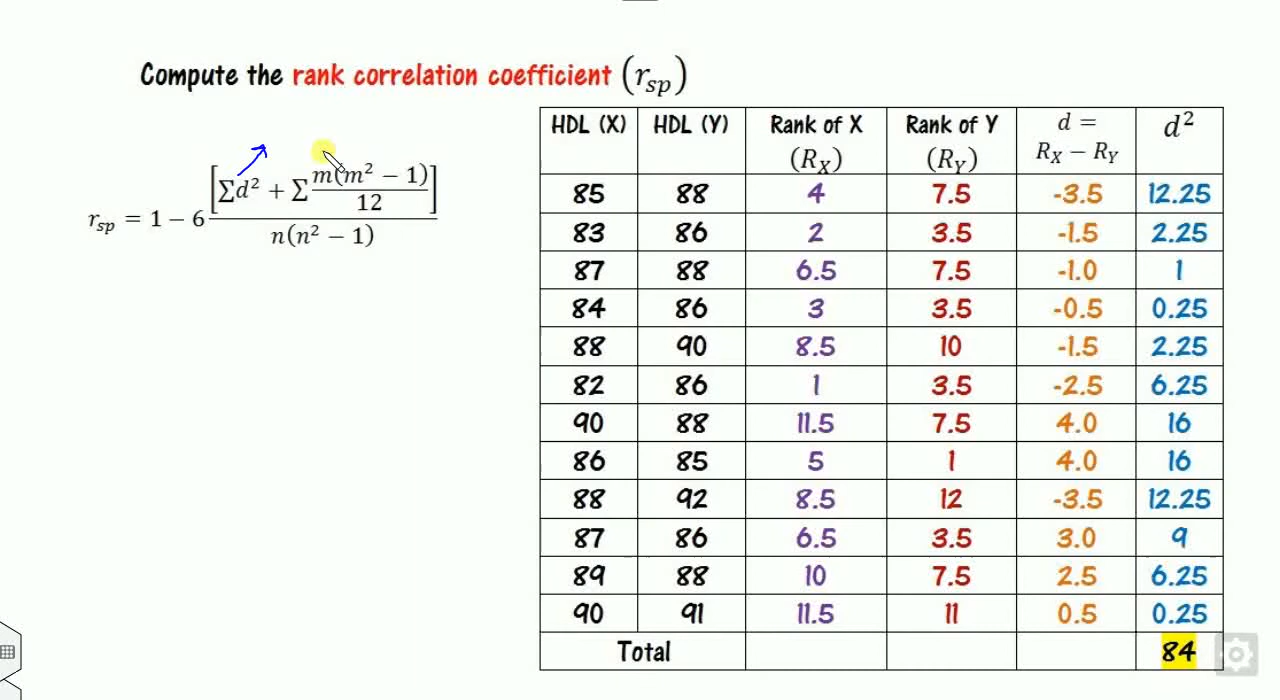 Compute the rank correlation coefficient (r_sp)
r_sp = 1 − 6 [Σd² + Σ m(m² − 1)/12] / n(n² − 1)
HDL (X) HDL (Y) Rank of X (R_X) Rank of Y (R_Y) d = R_X − R_Y d²
85 88 4 7.5 -3.5 12.25
83 86 2 3.5 -1.5 2.25
87 88 6.5 7.5 -1.0 1
84 86 3 3.5 -0.5 0.25
88 90 8.5 10 -1.5 2.25
82 86 1 3.5 -2.5 6.25
90 88 11.5 7.5 4.0 16
86 85 5 1 4.0 16
88 92 8.5 12 -3.5 12.25
87 86 6.5 3.5 3.0 9
89 88 10 7.5 2.5 6.25
90 91 11.5 11 0.5 0.25
Total 84